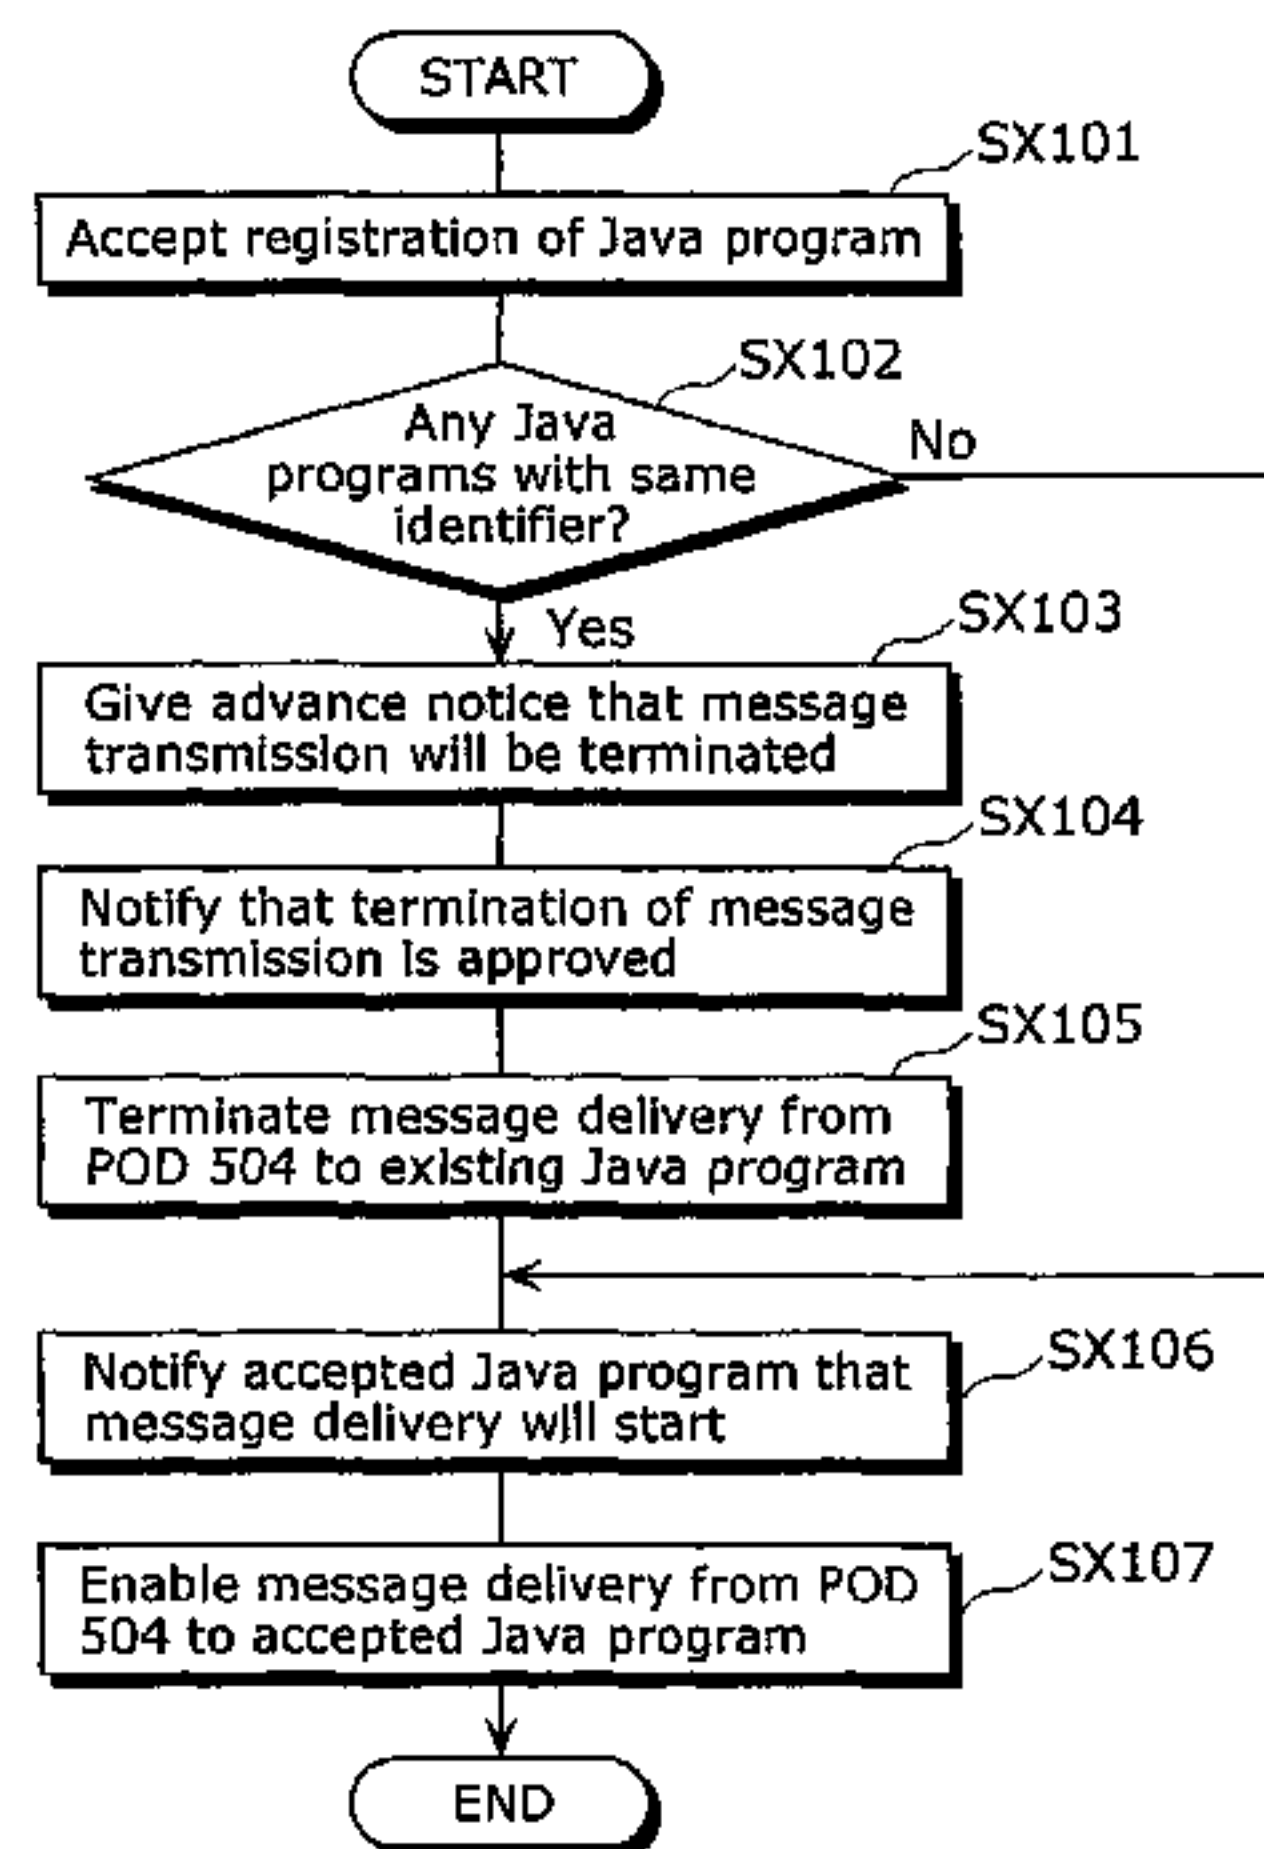 START
SX101
Accept registration of Java program
SX102
Any Java
programs with same
identifier?
No
Yes
SX103
Give advance notice that message
transmission will be terminated
SX104
Notify that termination of message
transmission is approved
SX105
Terminate message delivery from
POD 504 to existing Java program
SX106
Notify accepted Java program that
message delivery will start
SX107
Enable message delivery from POD
504 to accepted Java program
END